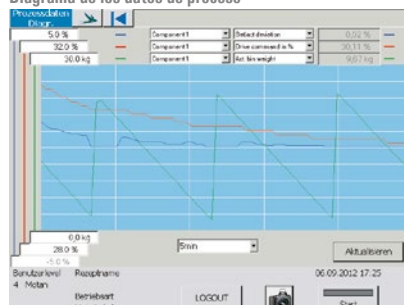 Diagrama de los datos de proceso
Prozessdaten
Diagr.
5.0 %
Component1
Setact deviation
0,52 %
32.0 %
Component1
Drive command in %
30,11 %
30.0 kg
Component1
Act. bin weight
9,67 kg
0,0 kg
28.0 %
-5.0 %
5min
Aktualisieren
Benutzerlevel
Rezeptname
06.09.2012 17:25
4 Motan
Betriebsart
LOGOUT
Start